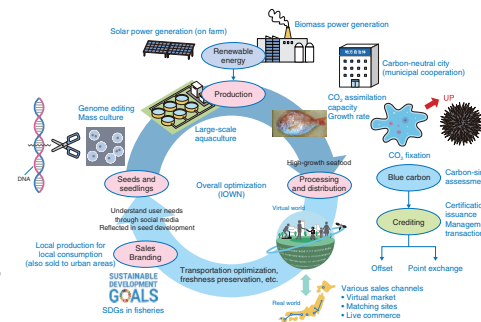 Solar power generation (on farm)
Biomass power generation
Renewable
energy
Carbon-neutral city
(municipal cooperation)
Production
CO₂ assimilation
capacity
Growth rate
UP
Genome editing
Mass culture
Large-scale
aquaculture
CO₂ fixation
High-growth seafood
DNA
Seeds and
seedlings
Overall optimization
(IOWN)
Processing
and distribution
Blue carbon
Understand user needs
through social media
Reflected in seed development
Virtual world
Crediting
Local production for
local consumption
(also sold to urban areas)
Sales
Branding
Transportation optimization,
freshness preservation, etc.
Offset
Point exchange
SUSTAINABLE
DEVELOPMENT
GOALS
SDGs in fisheries
Real world
Various sales channels
• Virtual market
• Matching sites
• Live commerce